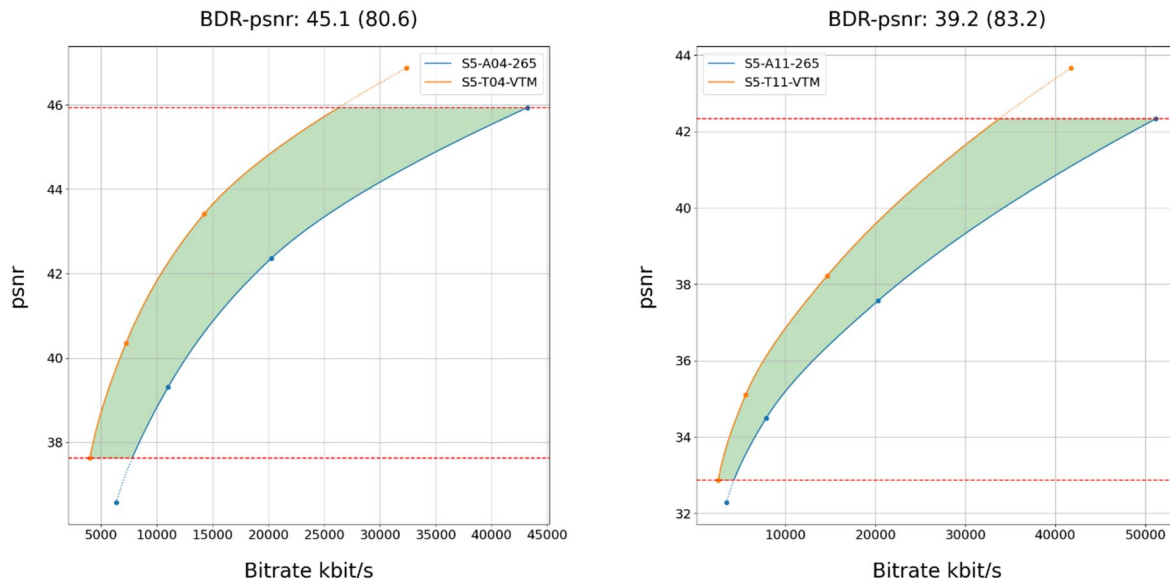 BDR-psnr: 45.1 (80.6)
S5-A04-265
S5-T04-VTM
46
44
42
40
38
psnr
5000 10000 15000 20000 25000 30000 35000 40000 45000
Bitrate kbit/s
BDR-psnr: 39.2 (83.2)
S5-A11-265
S5-T11-VTM
44
42
40
38
36
34
32
psnr
10000 20000 30000 40000 50000
Bitrate kbit/s